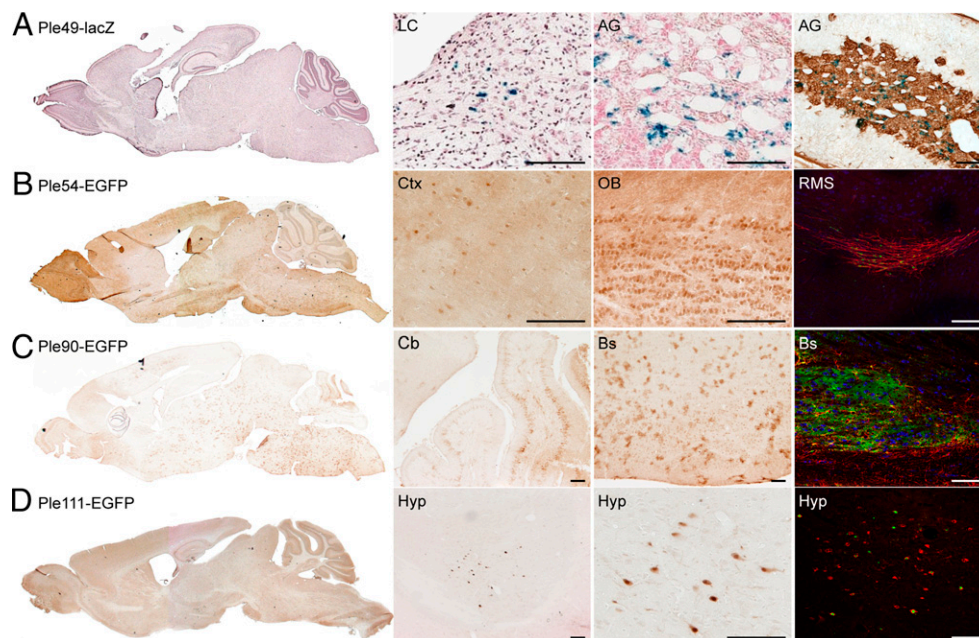 A Ple49-lacZ
LC
AG
AG
B Ple54-EGFP
Ctx
OB
RMS
C Ple90-EGFP
Cb
Bs
Bs
D Ple111-EGFP
Hyp
Hyp
Hyp